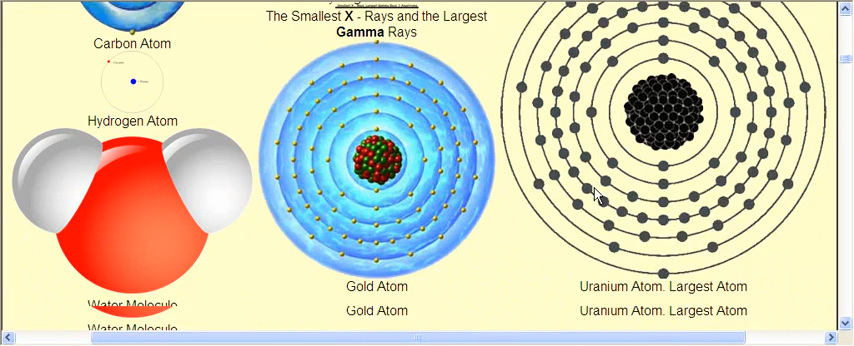 The Smallest X - Rays and the Largest
Gamma Rays
Carbon Atom
Hydrogen Atom
Water Molecule
Water Molecule
Gold Atom
Gold Atom
Uranium Atom. Largest Atom
Uranium Atom. Largest Atom